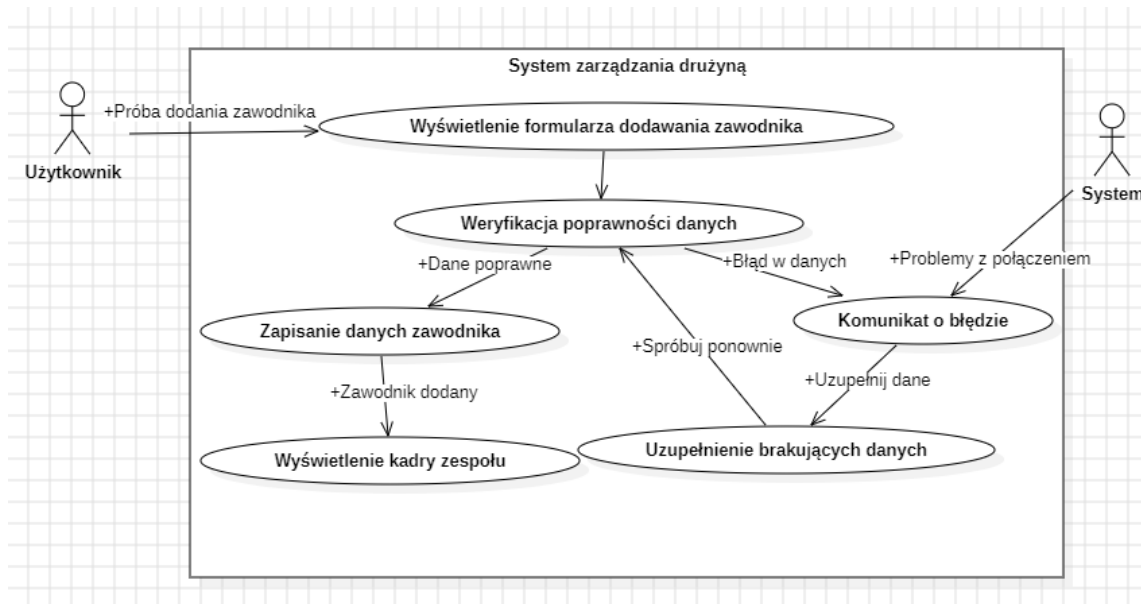 System zarządzania drużyną
+Próba dodania zawodnika
Wyświetlenie formularza dodawania zawodnika
Użytkownik
System
Weryfikacja poprawności danych
+Dane poprawne
+Błąd w danych
+Problemy z połączeniem
Zapisanie danych zawodnika
Komunikat o błędzie
+Spróbuj ponownie
+Uzupełnij dane
+Zawodnik dodany
Wyświetlenie kadry zespołu
Uzupełnienie brakujących danych